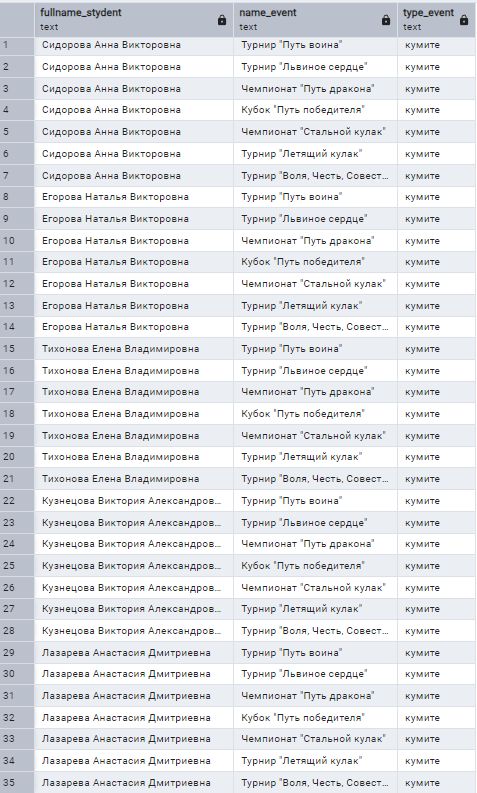 fullname_stydent name_event type_event
text text text
1 Сидорова Анна Викторовна Турнир "Путь воина" кумите
2 Сидорова Анна Викторовна Турнир "Львиное сердце" кумите
3 Сидорова Анна Викторовна Чемпионат "Путь дракона" кумите
4 Сидорова Анна Викторовна Кубок "Путь победителя" кумите
5 Сидорова Анна Викторовна Чемпионат "Стальной кулак" кумите
6 Сидорова Анна Викторовна Турнир "Летящий кулак" кумите
7 Сидорова Анна Викторовна Турнир "Воля, Честь, Совест... кумите
8 Егорова Наталья Викторовна Турнир "Путь воина" кумите
9 Егорова Наталья Викторовна Турнир "Львиное сердце" кумите
10 Егорова Наталья Викторовна Чемпионат "Путь дракона" кумите
11 Егорова Наталья Викторовна Кубок "Путь победителя" кумите
12 Егорова Наталья Викторовна Чемпионат "Стальной кулак" кумите
13 Егорова Наталья Викторовна Турнир "Летящий кулак" кумите
14 Егорова Наталья Викторовна Турнир "Воля, Честь, Совест... кумите
15 Тихонова Елена Владимировна Турнир "Путь воина" кумите
16 Тихонова Елена Владимировна Турнир "Львиное сердце" кумите
17 Тихонова Елена Владимировна Чемпионат "Путь дракона" кумите
18 Тихонова Елена Владимировна Кубок "Путь победителя" кумите
19 Тихонова Елена Владимировна Чемпионат "Стальной кулак" кумите
20 Тихонова Елена Владимировна Турнир "Летящий кулак" кумите
21 Тихонова Елена Владимировна Турнир "Воля, Честь, Совест... кумите
22 Кузнецова Виктория Александров... Турнир "Путь воина" кумите
23 Кузнецова Виктория Александров... Турнир "Львиное сердце" кумите
24 Кузнецова Виктория Александров... Чемпионат "Путь дракона" кумите
25 Кузнецова Виктория Александров... Кубок "Путь победителя" кумите
26 Кузнецова Виктория Александров... Чемпионат "Стальной кулак" кумите
27 Кузнецова Виктория Александров... Турнир "Летящий кулак" кумите
28 Кузнецова Виктория Александров... Турнир "Воля, Честь, Совест... кумите
29 Лазарева Анастасия Дмитриевна Турнир "Путь воина" кумите
30 Лазарева Анастасия Дмитриевна Турнир "Львиное сердце" кумите
31 Лазарева Анастасия Дмитриевна Чемпионат "Путь дракона" кумите
32 Лазарева Анастасия Дмитриевна Кубок "Путь победителя" кумите
33 Лазарева Анастасия Дмитриевна Чемпионат "Стальной кулак" кумите
34 Лазарева Анастасия Дмитриевна Турнир "Летящий кулак" кумите
35 Лазарева Анастасия Дмитриевна Турнир "Воля, Честь, Совест... кумите